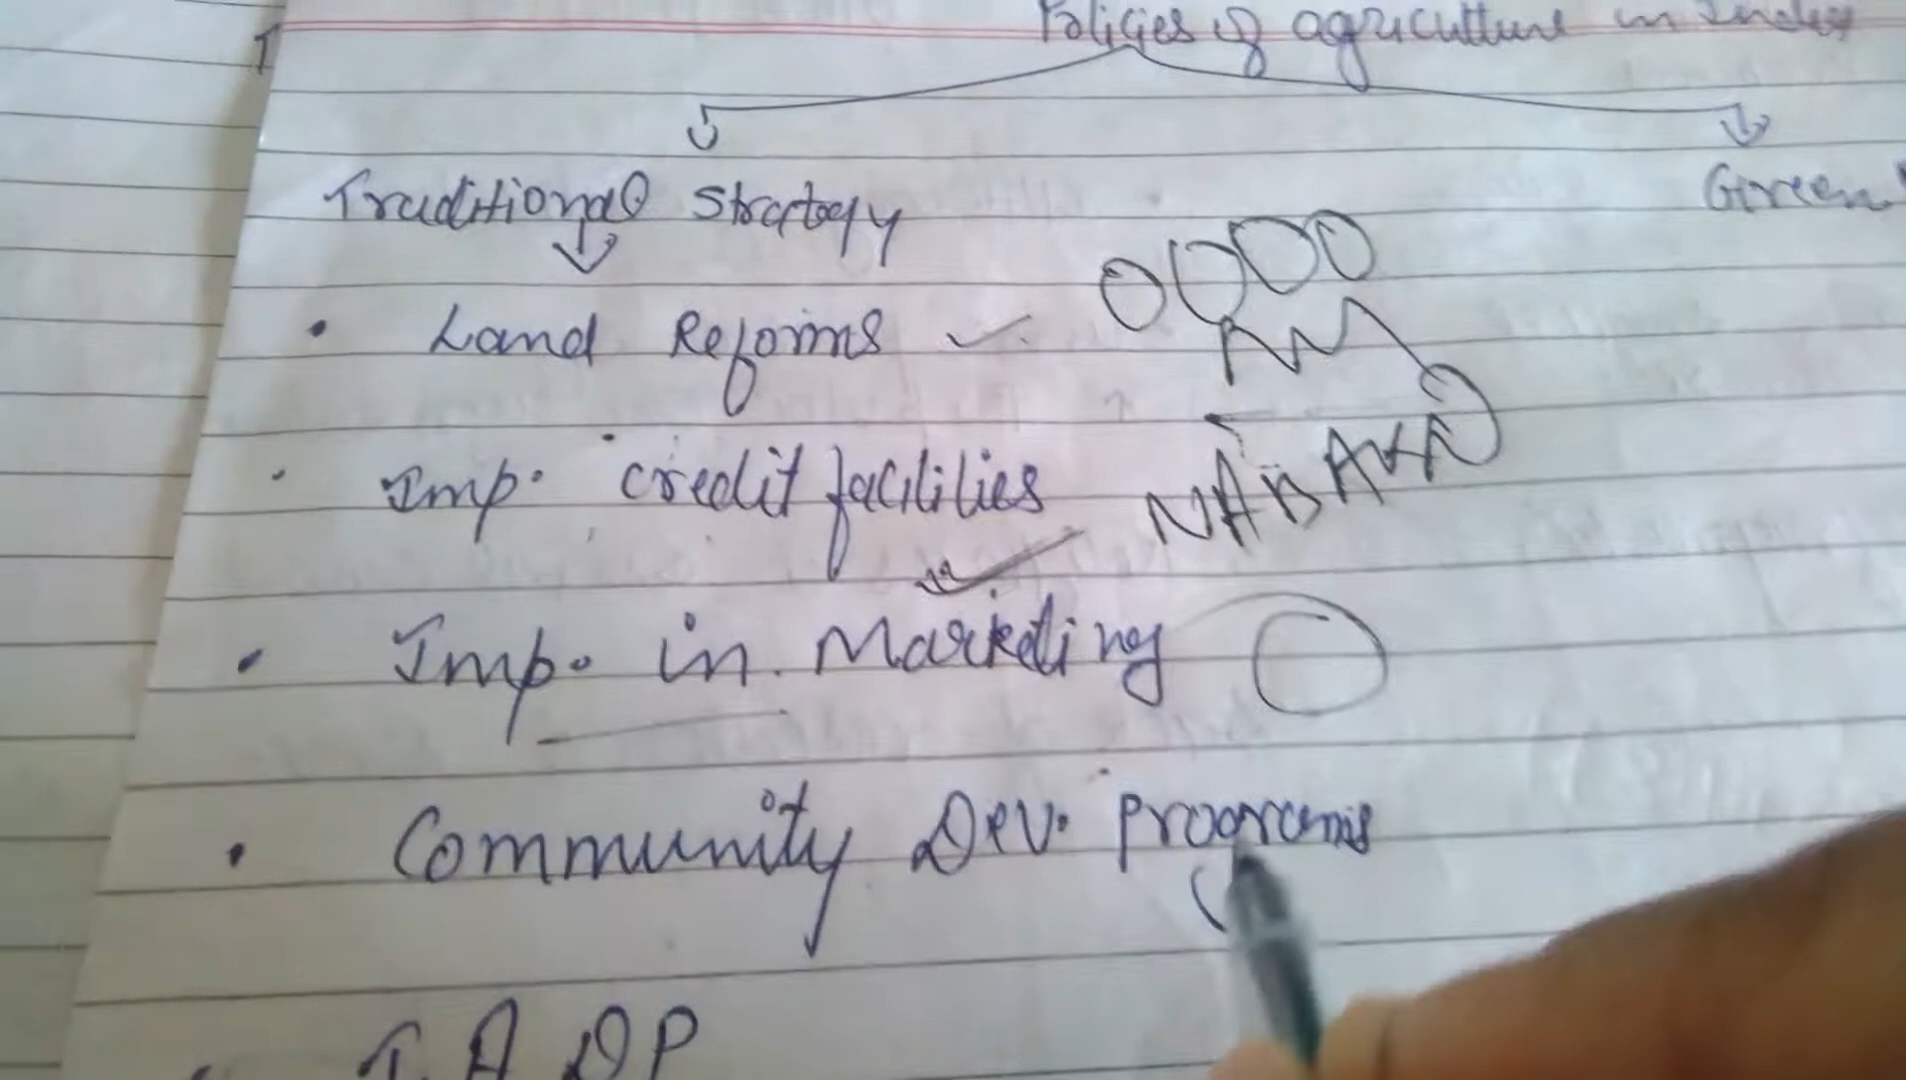 Policies of agriculture in India
Traditional Strategy
Green
• Land Reforms
• Imp. credit facilities
NABARD
• Imp. in Marketing
• Community Dev. Programs
• I.A.D.P